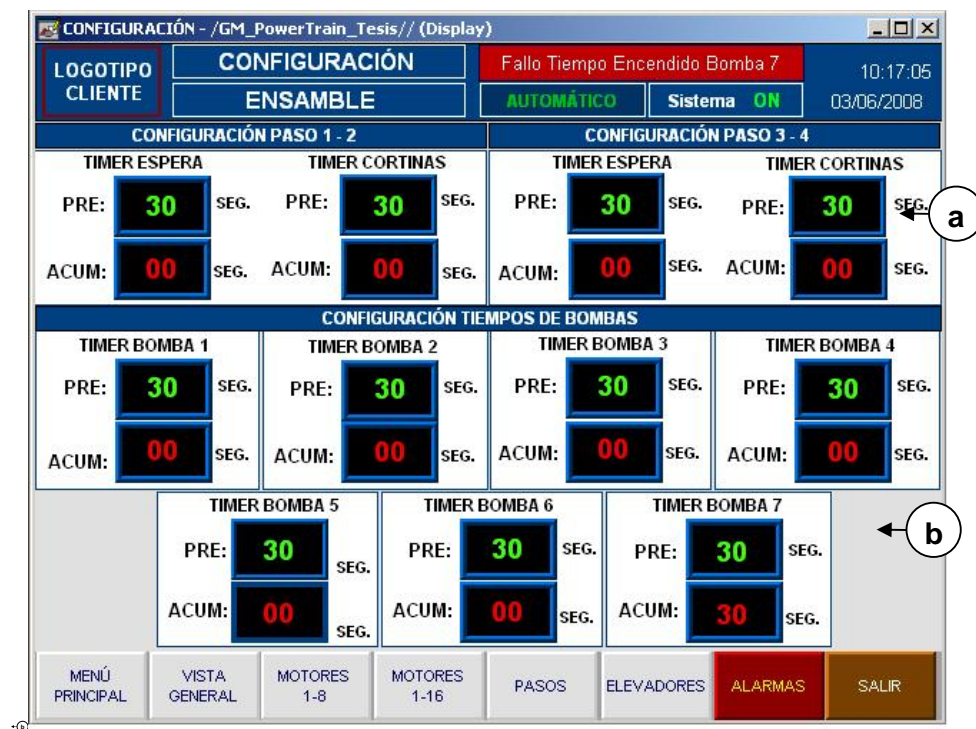 CONFIGURACIÓN - /GM_PowerTrain_Tesis// (Display)
LOGOTIPO CLIENTE
CONFIGURACIÓN
ENSAMBLE
Fallo Tiempo Encendido Bomba 7
AUTOMÁTICO
Sistema ON
10:17:05
03/06/2008
CONFIGURACIÓN PASO 1 - 2
CONFIGURACIÓN PASO 3 - 4
TIMER ESPERA TIMER CORTINAS TIMER ESPERA TIMER CORTINAS
PRE: 30 SEG. PRE: 30 SEG. PRE: 30 SEG. PRE: 30 SEG.
a
ACUM: 00 SEG. ACUM: 00 SEG. ACUM: 00 SEG. ACUM: 00 SEG.
CONFIGURACIÓN TIEMPOS DE BOMBAS
TIMER BOMBA 1 TIMER BOMBA 2 TIMER BOMBA 3 TIMER BOMBA 4
PRE: 30 SEG. PRE: 30 SEG. PRE: 30 SEG. PRE: 30 SEG.
ACUM: 00 SEG. ACUM: 00 SEG. ACUM: 00 SEG. ACUM: 00 SEG.
TIMER BOMBA 5 TIMER BOMBA 6 TIMER BOMBA 7
b
PRE: 30 SEG. PRE: 30 SEG. PRE: 30 SEG.
ACUM: 00 SEG. ACUM: 00 SEG. ACUM: 30 SEG.
MENÚ PRINCIPAL
VISTA GENERAL
MOTORES 1-8
MOTORES 1-16
PASOS
ELEVADORES
ALARMAS
SALIR